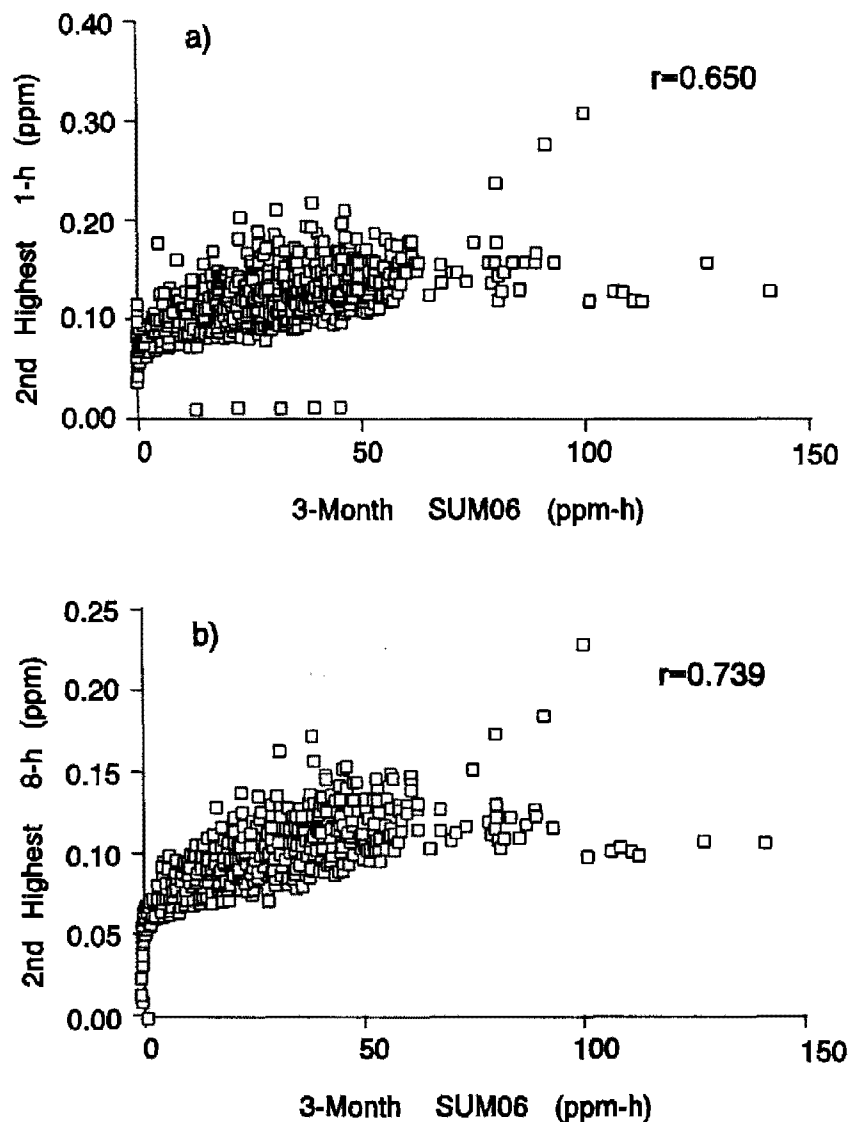 a)
r=0.650
2nd Highest 1-h (ppm)
0.40
0.30
0.20
0.10
0.00
0 50 100 150
3-Month SUM06 (ppm-h)
b)
r=0.739
2nd Highest 8-h (ppm)
0.25
0.20
0.15
0.10
0.05
0.00
0 50 100 150
3-Month SUM06 (ppm-h)